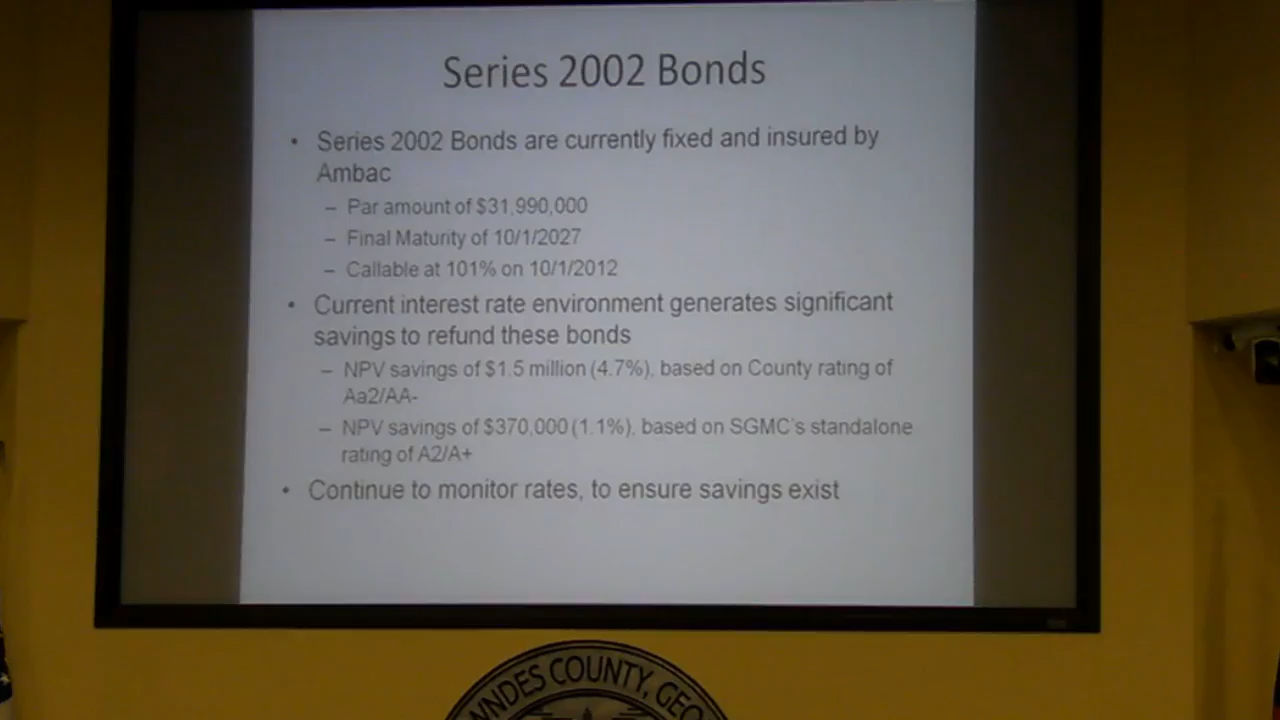 Series 2002 Bonds
• Series 2002 Bonds are currently fixed and insured by
Ambac
– Par amount of $31,990,000
– Final Maturity of 10/1/2027
– Callable at 101% on 10/1/2012
• Current interest rate environment generates significant
savings to refund these bonds
– NPV savings of $1.5 million (4.7%), based on County rating of
Aa2/AA-
– NPV savings of $370,000 (1.1%), based on SGMC's standalone
rating of A2/A+
• Continue to monitor rates, to ensure savings exist
COUNTY,